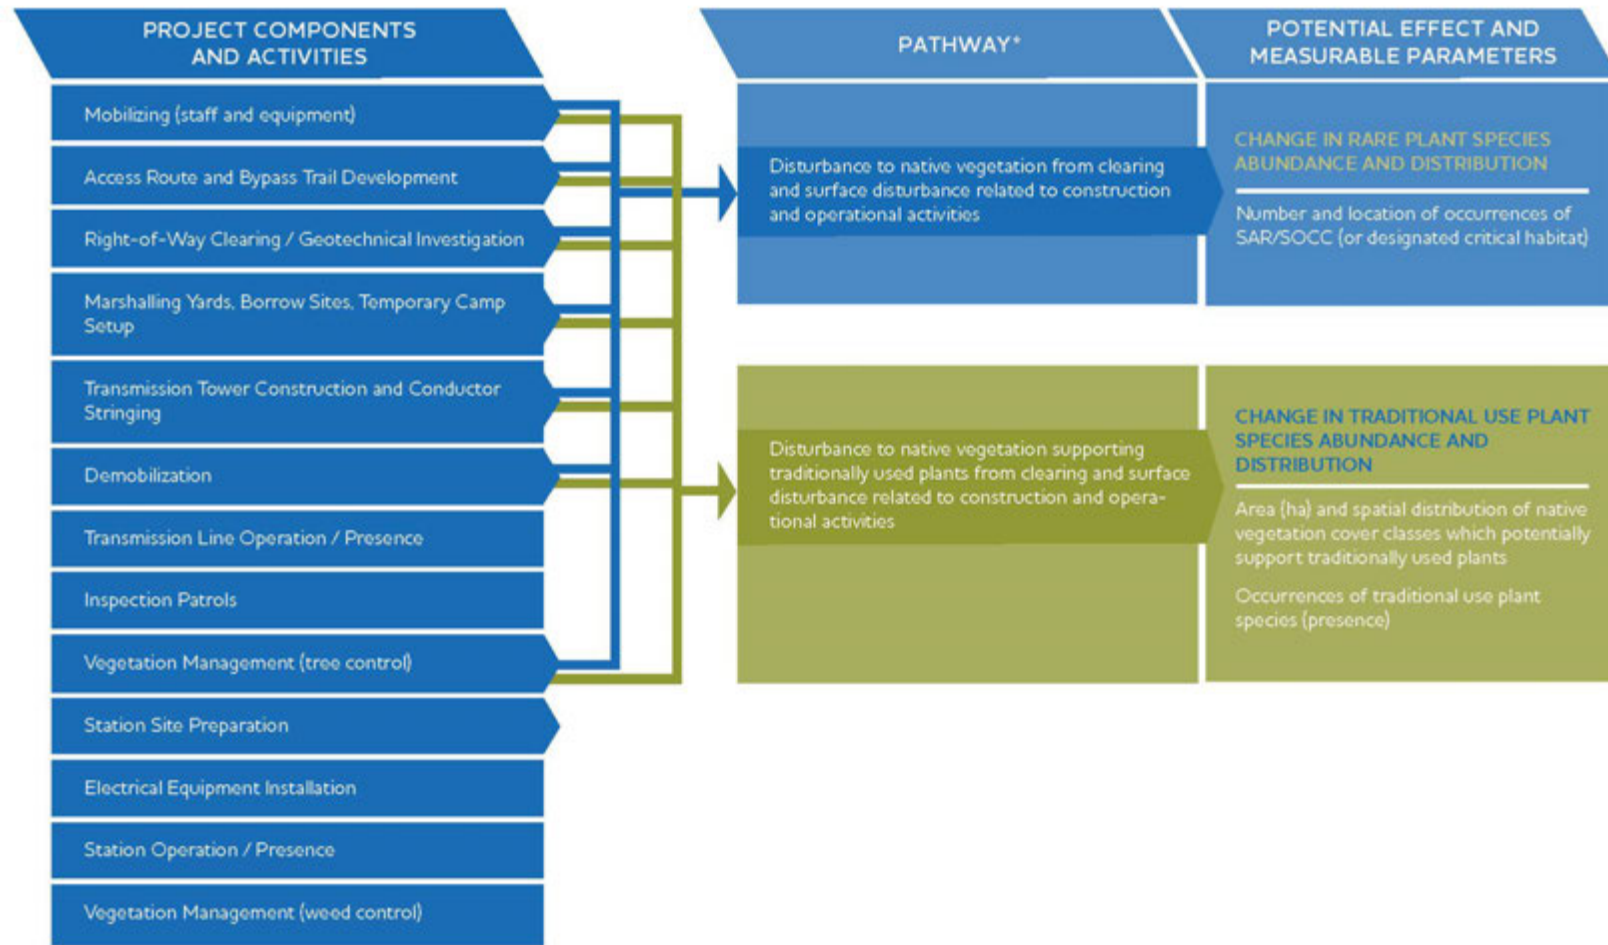 PROJECT COMPONENTS
AND ACTIVITIES
Mobilizing (staff and equipment)
Access Route and Bypass Trail Development
Right-of-Way Clearing / Geotechnical Investigation
Marshalling Yards, Borrow Sites, Temporary Camp
Setup
Transmission Tower Construction and Conductor
Stringing
Demobilization
Transmission Line Operation / Presence
Inspection Patrols
Vegetation Management (tree control)
Station Site Preparation
Electrical Equipment Installation
Station Operation / Presence
Vegetation Management (weed control)
PATHWAY*
Disturbance to native vegetation from clearing
and surface disturbance related to construction
and operational activities
Disturbance to native vegetation supporting
traditionally used plants from clearing and surface
disturbance related to construction and opera-
tional activities
POTENTIAL EFFECT AND
MEASURABLE PARAMETERS
CHANGE IN RARE PLANT SPECIES
ABUNDANCE AND DISTRIBUTION
Number and location of occurrences of
SAR/SOCC (or designated critical habitat)
CHANGE IN TRADITIONAL USE PLANT
SPECIES ABUNDANCE AND
DISTRIBUTION
Area (ha) and spatial distribution of native
vegetation cover classes which potentially
support traditionally used plants
Occurrences of traditional use plant
species (presence)